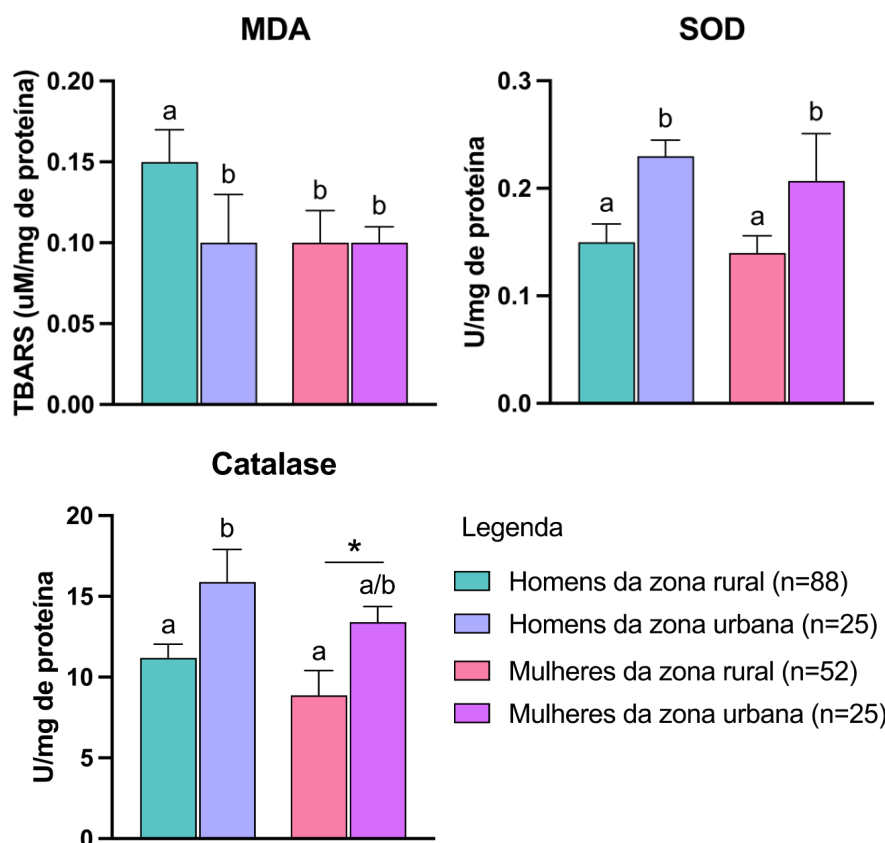 MDA
TBARS (uM/mg de proteína)
0.20
0.15
0.10
0.05
0.00
a
b
b
b
SOD
U/mg de proteína
0.3
0.2
0.1
0.0
a
b
a
b
Catalase
U/mg de proteína
20
15
10
5
0
a
b
a
*
a/b
Legenda
Homens da zona rural (n=88)
Homens da zona urbana (n=25)
Mulheres da zona rural (n=52)
Mulheres da zona urbana (n=25)